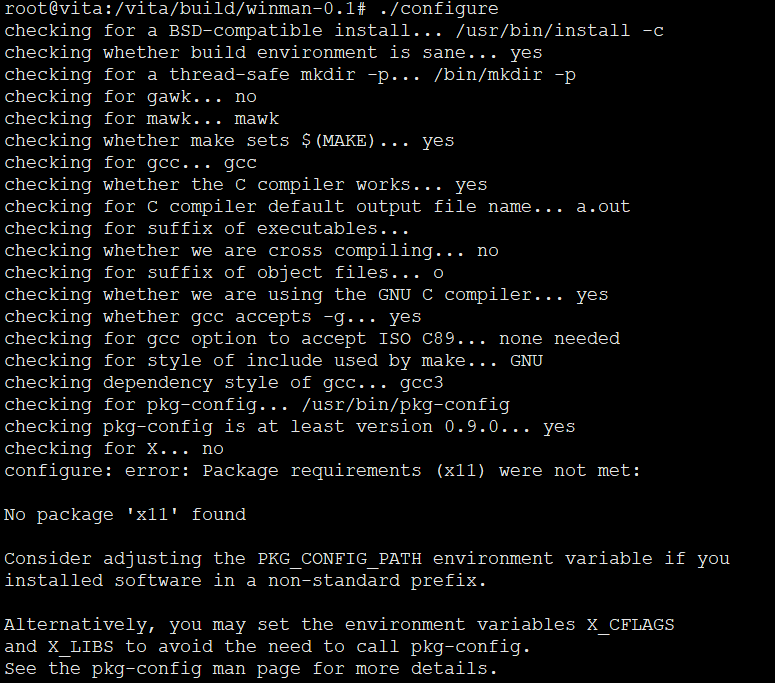 root@vita:/vita/build/winman-0.1# ./configure
checking for a BSD-compatible install... /usr/bin/install -c
checking whether build environment is sane... yes
checking for a thread-safe mkdir -p... /bin/mkdir -p
checking for gawk... no
checking for mawk... mawk
checking whether make sets $(MAKE)... yes
checking for gcc... gcc
checking whether the C compiler works... yes
checking for C compiler default output file name... a.out
checking for suffix of executables...
checking whether we are cross compiling... no
checking for suffix of object files... o
checking whether we are using the GNU C compiler... yes
checking whether gcc accepts -g... yes
checking for gcc option to accept ISO C89... none needed
checking for style of include used by make... GNU
checking dependency style of gcc... gcc3
checking for pkg-config... /usr/bin/pkg-config
checking pkg-config is at least version 0.9.0... yes
checking for X... no
configure: error: Package requirements (x11) were not met:

No package 'x11' found

Consider adjusting the PKG_CONFIG_PATH environment variable if you
installed software in a non-standard prefix.

Alternatively, you may set the environment variables X_CFLAGS
and X_LIBS to avoid the need to call pkg-config.
See the pkg-config man page for more details.